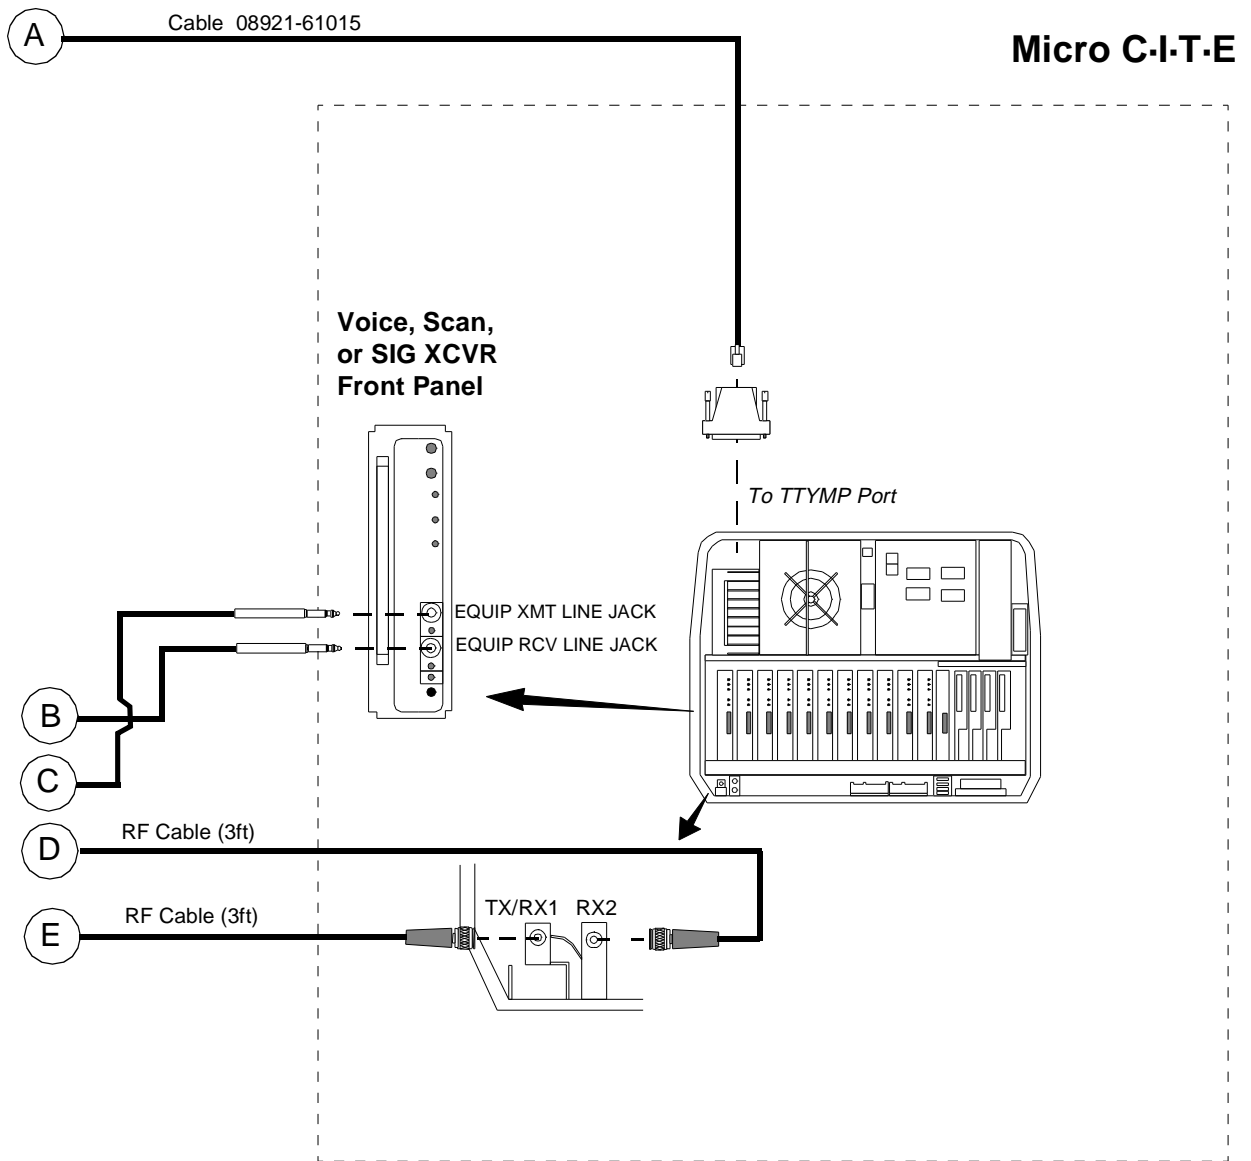 A
Cable 08921-61015
Micro C·I·T·E
Voice, Scan,
or SIG XCVR
Front Panel
To TTYMP Port
EQUIP XMT LINE JACK
EQUIP RCV LINE JACK
B
C
D
RF Cable (3ft)
E
RF Cable (3ft)
TX/RX1 RX2